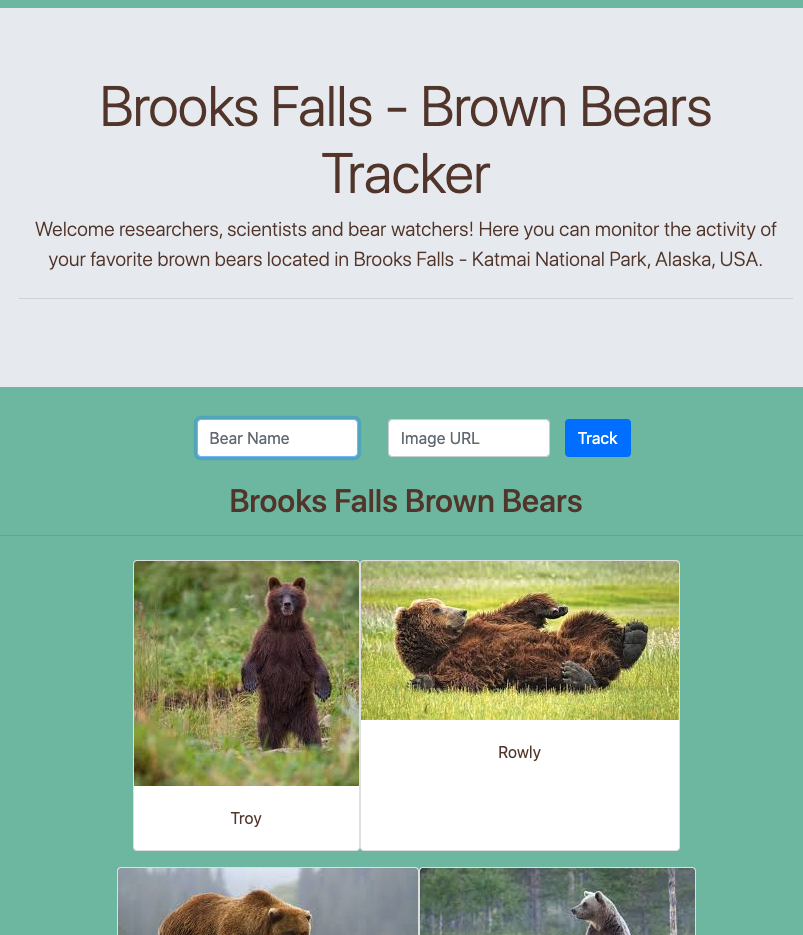 Brooks Falls - Brown Bears
Tracker
Welcome researchers, scientists and bear watchers! Here you can monitor the activity of
your favorite brown bears located in Brooks Falls - Katmai National Park, Alaska, USA.
Bear Name
Image URL
Track
Brooks Falls Brown Bears
Rowly
Troy